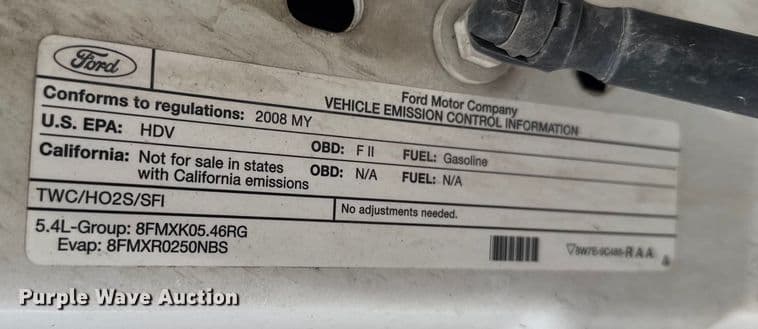 Ford
Ford Motor Company
VEHICLE EMISSION CONTROL INFORMATION
Conforms to regulations: 2008 MY
U.S. EPA: HDV OBD: F II FUEL: Gasoline
California: Not for sale in states with California emissions OBD: N/A FUEL: N/A
TWC/HO2S/SFI
No adjustments needed.
5.4L-Group: 8FMXK05.46RG
Evap: 8FMXR0250NBS
RAA
Purple Wave Auction